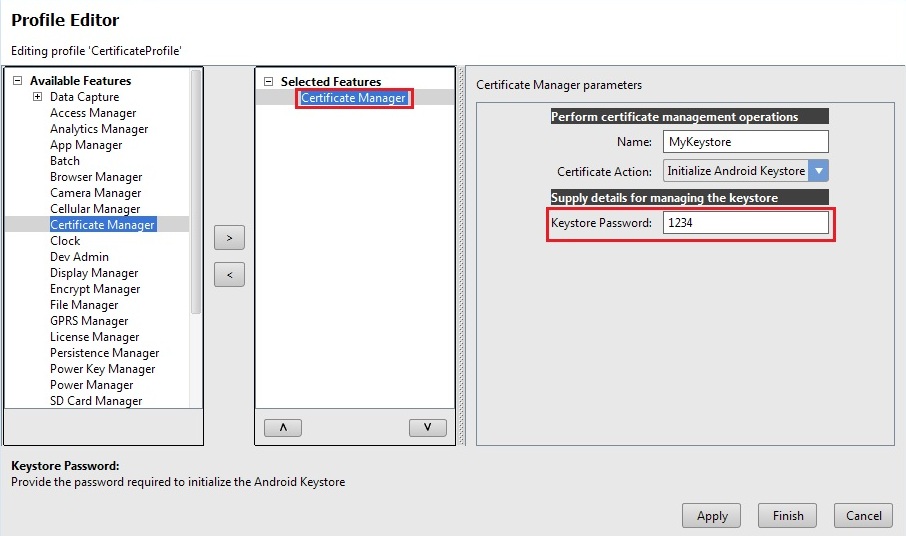 Profile Editor
Editing profile 'CertificateProfile'
Available Features
Data Capture
Access Manager
Analytics Manager
App Manager
Batch
Browser Manager
Camera Manager
Cellular Manager
Certificate Manager
Clock
Dev Admin
Display Manager
Encrypt Manager
File Manager
GPRS Manager
License Manager
Persistence Manager
Power Key Manager
Power Manager
SD Card Manager
>
<
Selected Features
Certificate Manager
Certificate Manager parameters
Perform certificate management operations
Name: MyKeystore
Certificate Action: Initialize Android Keystore
Supply details for managing the keystore
Keystore Password: 1234
Keystore Password:
Provide the password required to initialize the Android Keystore
Apply Finish Cancel